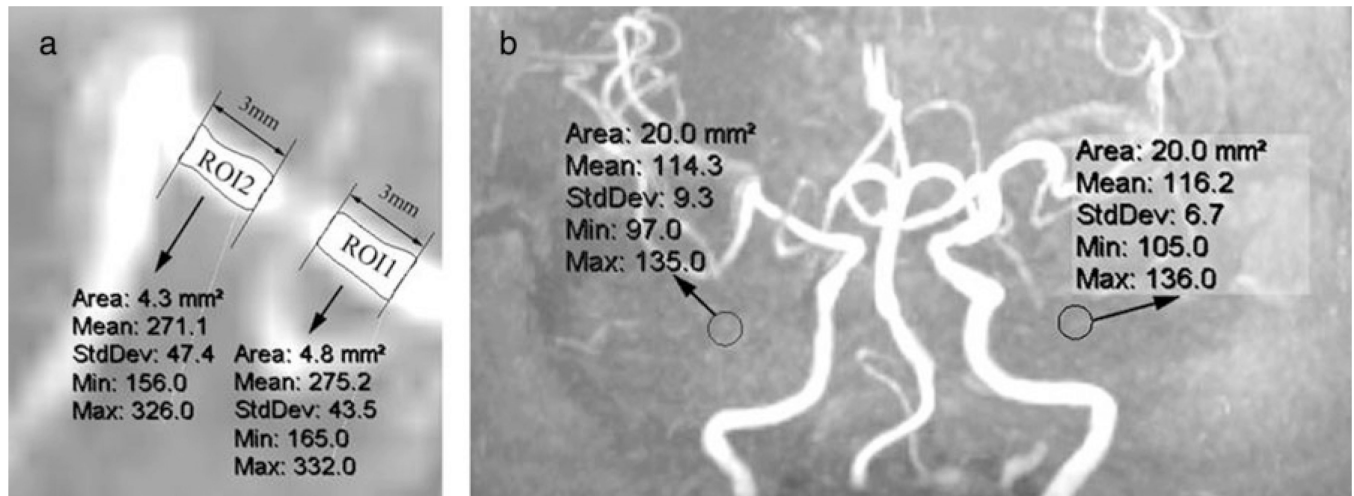 a
3mm
ROI2
3mm
ROI1
Area: 4.3 mm²
Mean: 271.1
StdDev: 47.4
Min: 156.0
Max: 326.0
Area: 4.8 mm²
Mean: 275.2
StdDev: 43.5
Min: 165.0
Max: 332.0
b
Area: 20.0 mm²
Mean: 114.3
StdDev: 9.3
Min: 97.0
Max: 135.0
Area: 20.0 mm²
Mean: 116.2
StdDev: 6.7
Min: 105.0
Max: 136.0